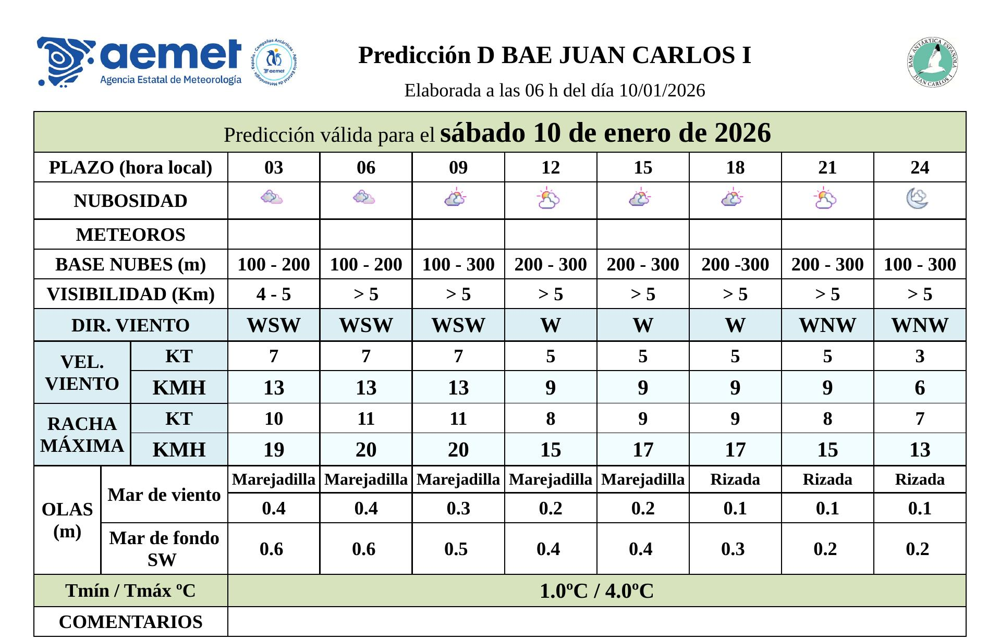 aemet
Agencia Estatal de Meteorología
Campañas Antárticas · Agencia Estatal de Meteorología · España ·
aemet
Predicción D BAE JUAN CARLOS I
Elaborada a las 06 h del día 10/01/2026
BASE ANTÁRTICA ESPAÑOLA
JUAN CARLOS I
Predicción válida para el sábado 10 de enero de 2026
PLAZO (hora local) 03 06 09 12 15 18 21 24
NUBOSIDAD
METEOROS
BASE NUBES (m) 100 - 200 100 - 200 100 - 300 200 - 300 200 - 300 200 -300 200 - 300 100 - 300
VISIBILIDAD (Km) 4 - 5 > 5 > 5 > 5 > 5 > 5 > 5 > 5
DIR. VIENTO WSW WSW WSW W W W WNW WNW
VEL. VIENTO
KT 7 7 7 5 5 5 5 3
KMH 13 13 13 9 9 9 9 6
RACHA MÁXIMA
KT 10 11 11 8 9 9 8 7
KMH 19 20 20 15 17 17 15 13
OLAS (m)
Mar de viento
Marejadilla Marejadilla Marejadilla Marejadilla Marejadilla Rizada Rizada Rizada
0.4 0.4 0.3 0.2 0.2 0.1 0.1 0.1
Mar de fondo SW
0.6 0.6 0.5 0.4 0.4 0.3 0.2 0.2
Tmín / Tmáx ºC 1.0ºC / 4.0ºC
COMENTARIOS